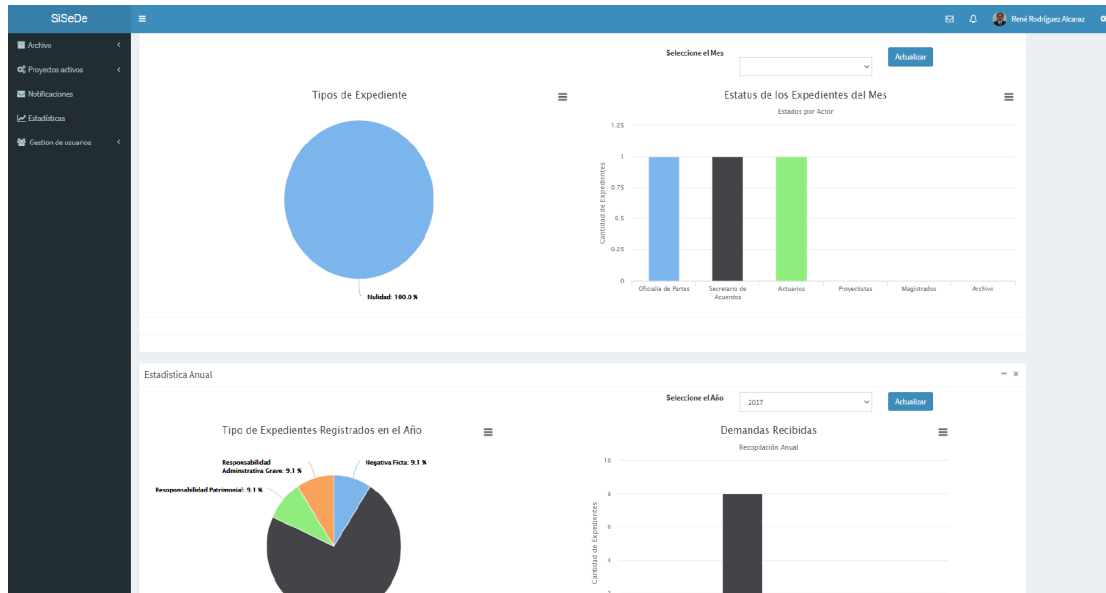 SiSeDe
René Rodríguez Alcaraz
Archivo
Proyectos activos
Notificaciones
Estadísticas
Gestion de usuarios
Seleccione el Mes
Actualizar
Tipos de Expediente
Nulidad: 100.0 %
Estatus de los Expedientes del Mes
Estados por Actor
Cantidad de Expedientes
1.25
1
0.75
0.5
0.25
0
Oficialia de Partes
Secretario de
Acuerdos
Actuarios
Proyectistas
Magistrados
Archivo
Estadística Anual
Seleccione el Año
2017
Actualizar
Tipo de Expedientes Registrados en el Año
Responsabilidad
Adminstrativa Grave: 9.1 %
Negativa Ficta: 9.1 %
Resoponsabilidad Patrimonial: 9.1 %
Demandas Recibidas
Recopilación Anual
Cantidad de Expedientes
10
8
6
4
2